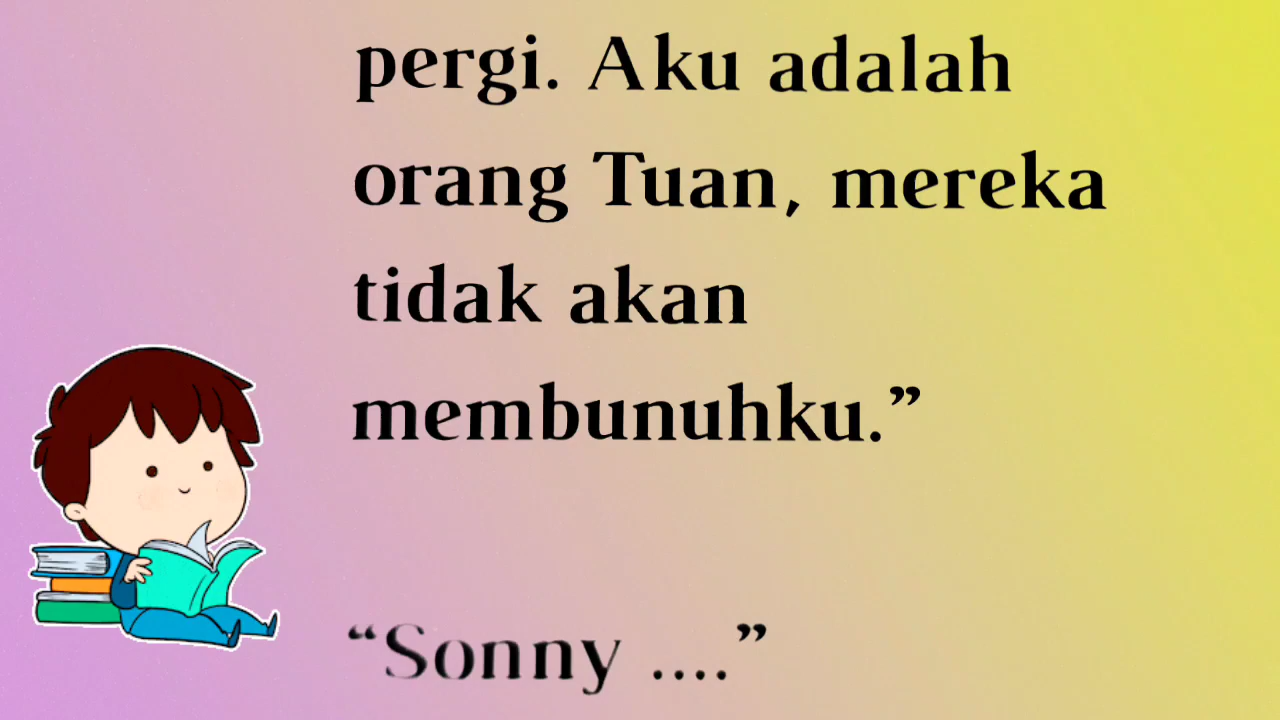 pergi. Aku adalah
orang Tuan, mereka
tidak akan
membunuhku.”
“Sonny ....”